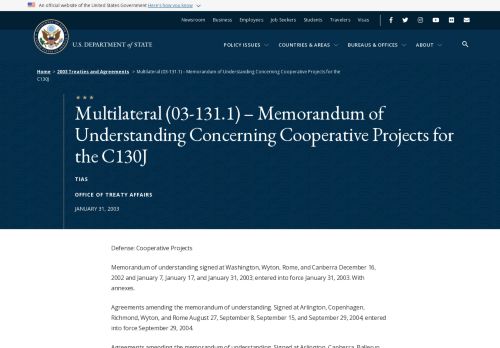 An official website of the United States Government Here's how you know
Newsroom Business Employees Job Seekers Students Travelers Visas
U.S. DEPARTMENT of STATE
POLICY ISSUES COUNTRIES & AREAS BUREAUS & OFFICES ABOUT
Home > 2003 Treaties and Agreements > Multilateral (03-131.1) – Memorandum of Understanding Concerning Cooperative Projects for the
C130J
Multilateral (03-131.1) – Memorandum of
Understanding Concerning Cooperative Projects for
the C130J
TIAS
OFFICE OF TREATY AFFAIRS
JANUARY 31, 2003
Defense: Cooperative Projects
Memorandum of understanding signed at Washington, Wyton, Rome, and Canberra December 16,
2002 and January 7, January 17, and January 31, 2003; entered into force January 31, 2003. With
annexes.
Agreements amending the memorandum of understanding. Signed at Arlington, Copenhagen,
Richmond, Wyton, and Rome August 27, September 8, September 15, and September 29, 2004; entered
into force September 29, 2004.
Agreements amending the memorandum of understanding. Signed at Arlington, Canberra, Ballerup,